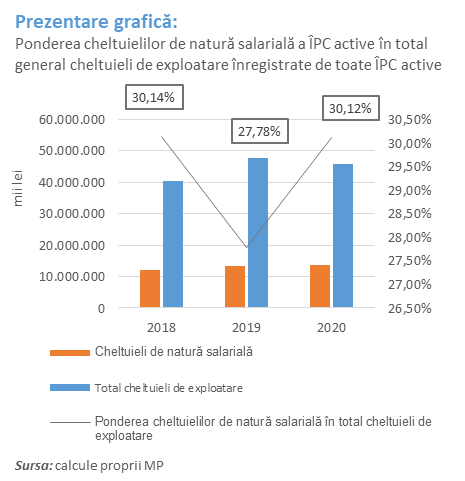 Prezentare grafică:
Ponderea cheltuielilor de natură salarială a ÎPC active în total
general cheltuieli de exploatare înregistrate de toate ÎPC active
30,14%
27,78%
30,12%
mii lei
60.000.000
50.000.000
40.000.000
30.000.000
20.000.000
10.000.000
0
30,50%
30,00%
29,50%
29,00%
28,50%
28,00%
27,50%
27,00%
26,50%
2018
2019
2020
Cheltuieli de natură salarială
Total cheltuieli de exploatare
Ponderea cheltuielilor de natură salarială în total cheltuieli de
exploatare
Sursa: calcule proprii MP